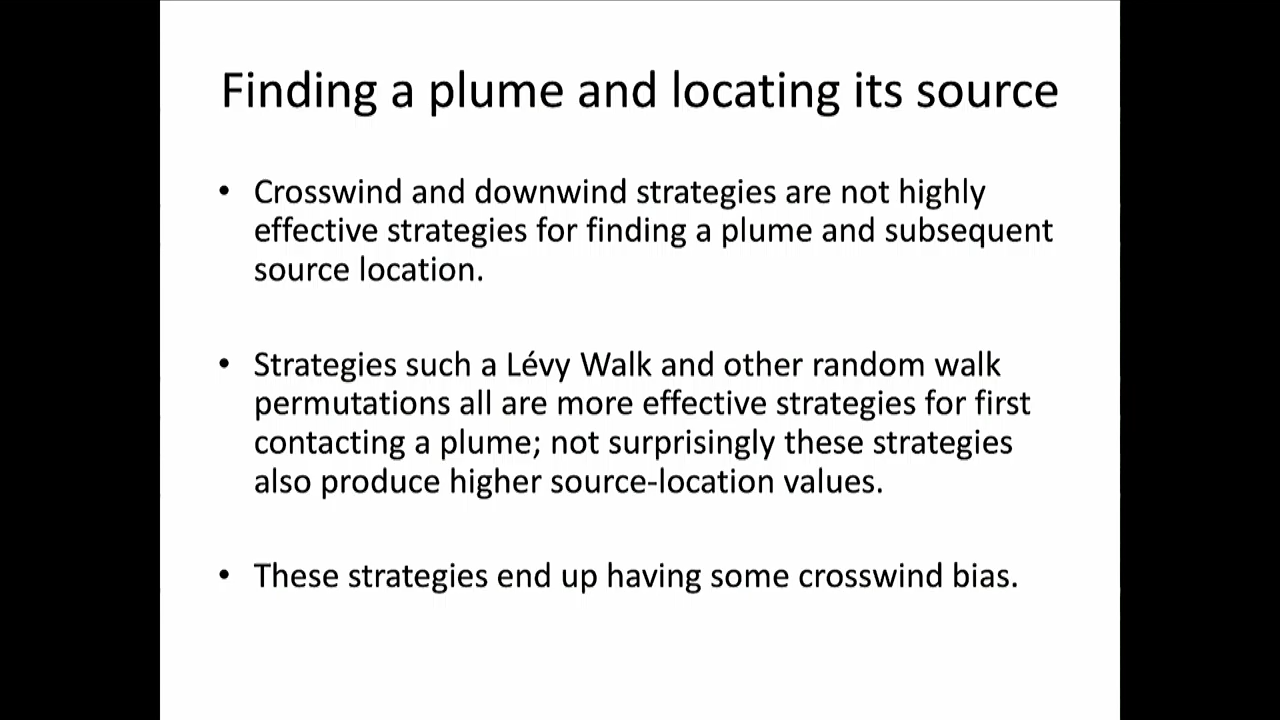 Finding a plume and locating its source
• Crosswind and downwind strategies are not highly
effective strategies for finding a plume and subsequent
source location.
• Strategies such a Lévy Walk and other random walk
permutations all are more effective strategies for first
contacting a plume; not surprisingly these strategies
also produce higher source-location values.
• These strategies end up having some crosswind bias.